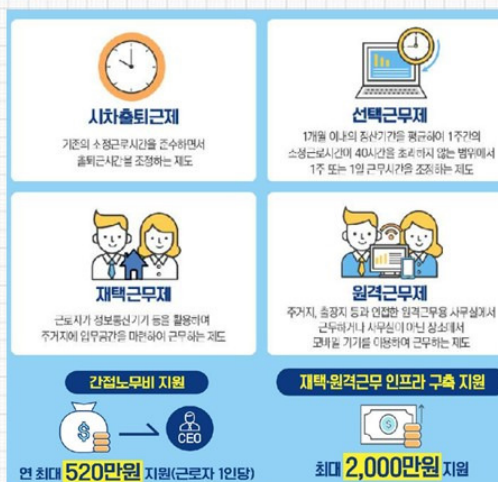 시차출퇴근제
기존의 소정근로시간을 준수하면서
출퇴근시간을 조정하는 제도
선택근무제
1개월 이내의 정산기간을 평균하여 1주간의
소정근로시간이 40시간을 초과하지 않는 범위에서
1주 또는 1일 근무시간을 조정하는 제도
재택근무제
근로자가 정보통신기기 등을 활용하여
주거지에 업무공간을 마련하여 근무하는 제도
원격근무제
주거지, 출장지 등과 인접한 원격근무용 사무실에서
근무하거나 사무실이 아닌 장소에서
모바일 기기를 이용하여 근무하는 제도
간접노무비 지원
CEO
연 최대 520만원 지원(근로자 1인당)
재택·원격근무 인프라 구축 지원
최대 2,000만원 지원